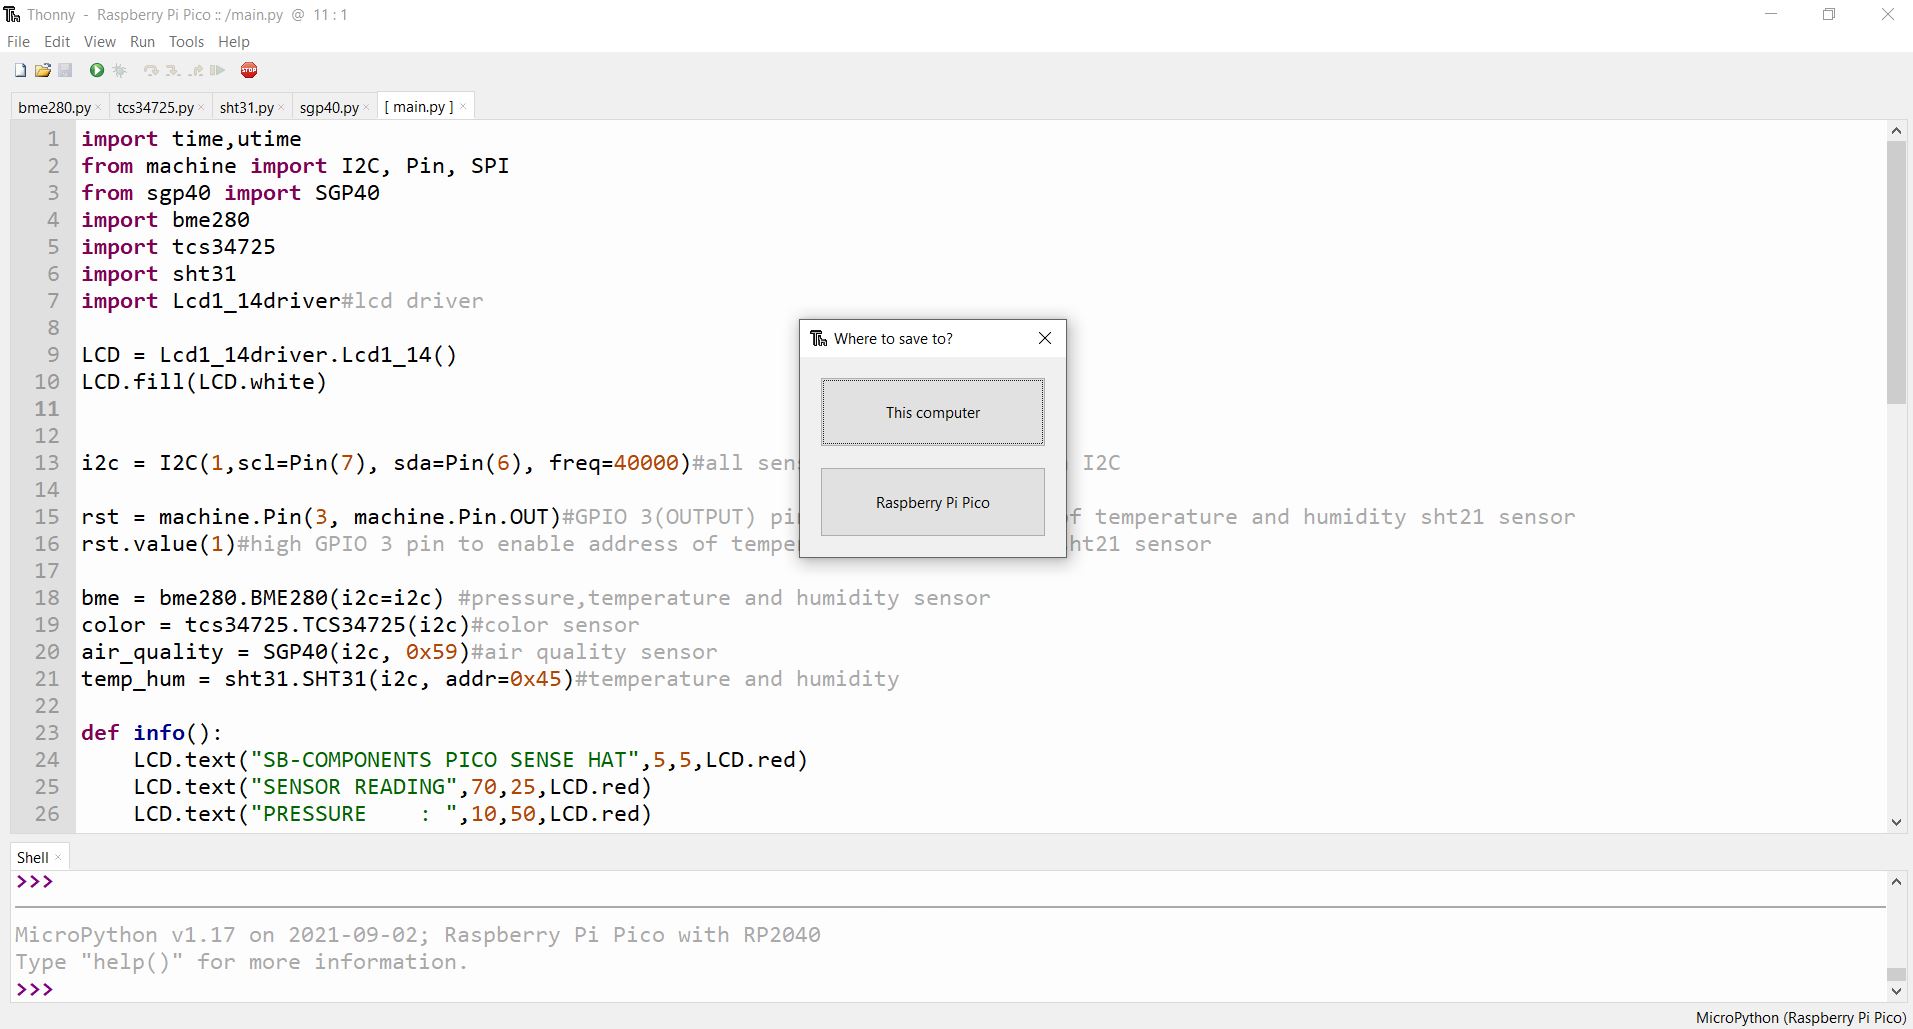 Thonny - Raspberry Pi Pico :: /main.py @ 11 : 1
File Edit View Run Tools Help
STOP
bme280.py × tcs34725.py × sht31.py × sgp40.py × [ main.py ] ×
1 import time,utime
2 from machine import I2C, Pin, SPI
3 from sgp40 import SGP40
4 import bme280
5 import tcs34725
6 import sht31
7 import Lcd1_14driver#lcd driver
8
9 LCD = Lcd1_14driver.Lcd1_14()
10 LCD.fill(LCD.white)
11
12
13 i2c = I2C(1,scl=Pin(7), sda=Pin(6), freq=40000)#all sens I2C
14
15 rst = machine.Pin(3, machine.Pin.OUT)#GPIO 3(OUTPUT) pin f temperature and humidity sht21 sensor
16 rst.value(1)#high GPIO 3 pin to enable address of tempe ht21 sensor
17
18 bme = bme280.BME280(i2c=i2c) #pressure,temperature and humidity sensor
19 color = tcs34725.TCS34725(i2c)#color sensor
20 air_quality = SGP40(i2c, 0x59)#air quality sensor
21 temp_hum = sht31.SHT31(i2c, addr=0x45)#temperature and humidity
22
23 def info():
24     LCD.text("SB-COMPONENTS PICO SENSE HAT",5,5,LCD.red)
25     LCD.text("SENSOR READING",70,25,LCD.red)
26     LCD.text("PRESSURE    : ",10,50,LCD.red)
Where to save to?
This computer
Raspberry Pi Pico
Shell ×
>>>
MicroPython v1.17 on 2021-09-02; Raspberry Pi Pico with RP2040
Type "help()" for more information.
>>>
MicroPython (Raspberry Pi Pico)